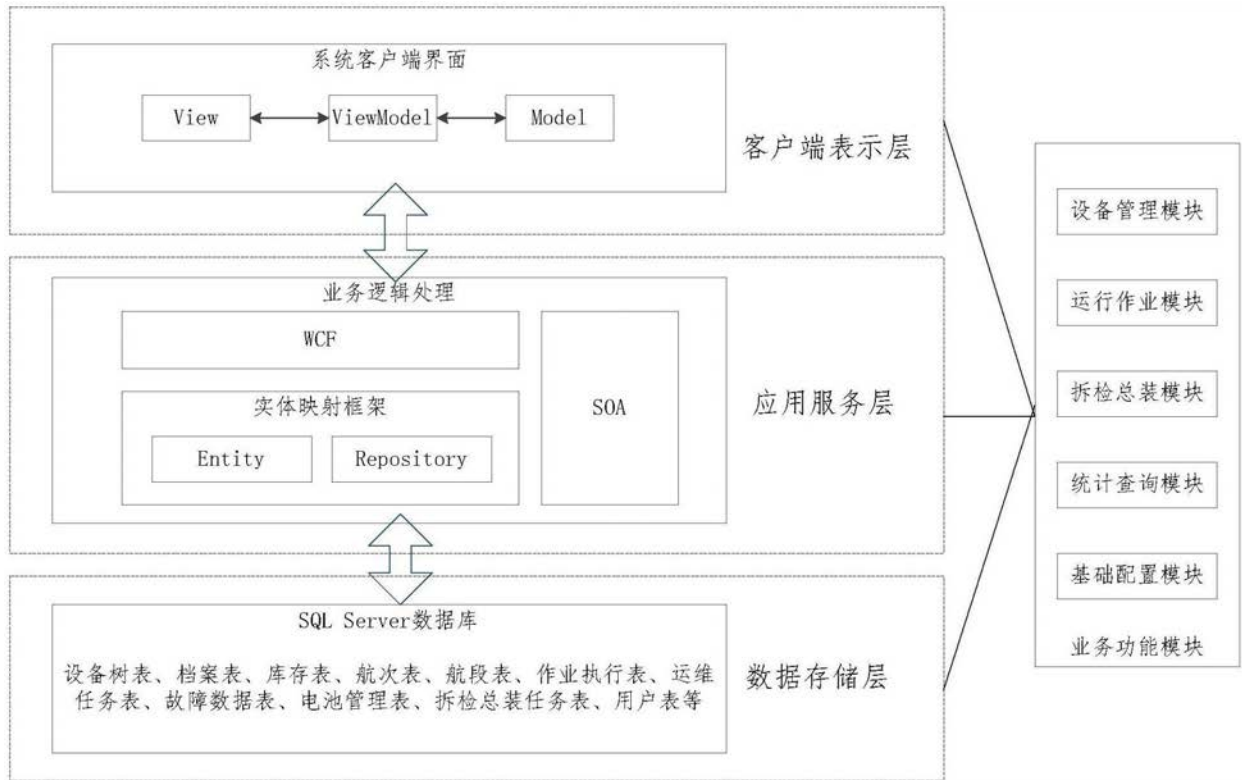 系统客户端界面
View
ViewModel
Model
客户端表示层
业务逻辑处理
WCF
实体映射框架
Entity
Repository
SOA
应用服务层
SQL Server数据库
设备树表、档案表、库存表、航次表、航段表、作业执行表、运维
任务表、故障数据表、电池管理表、拆检总装任务表、用户表等
数据存储层
设备管理模块
运行作业模块
拆检总装模块
统计查询模块
基础配置模块
业务功能模块